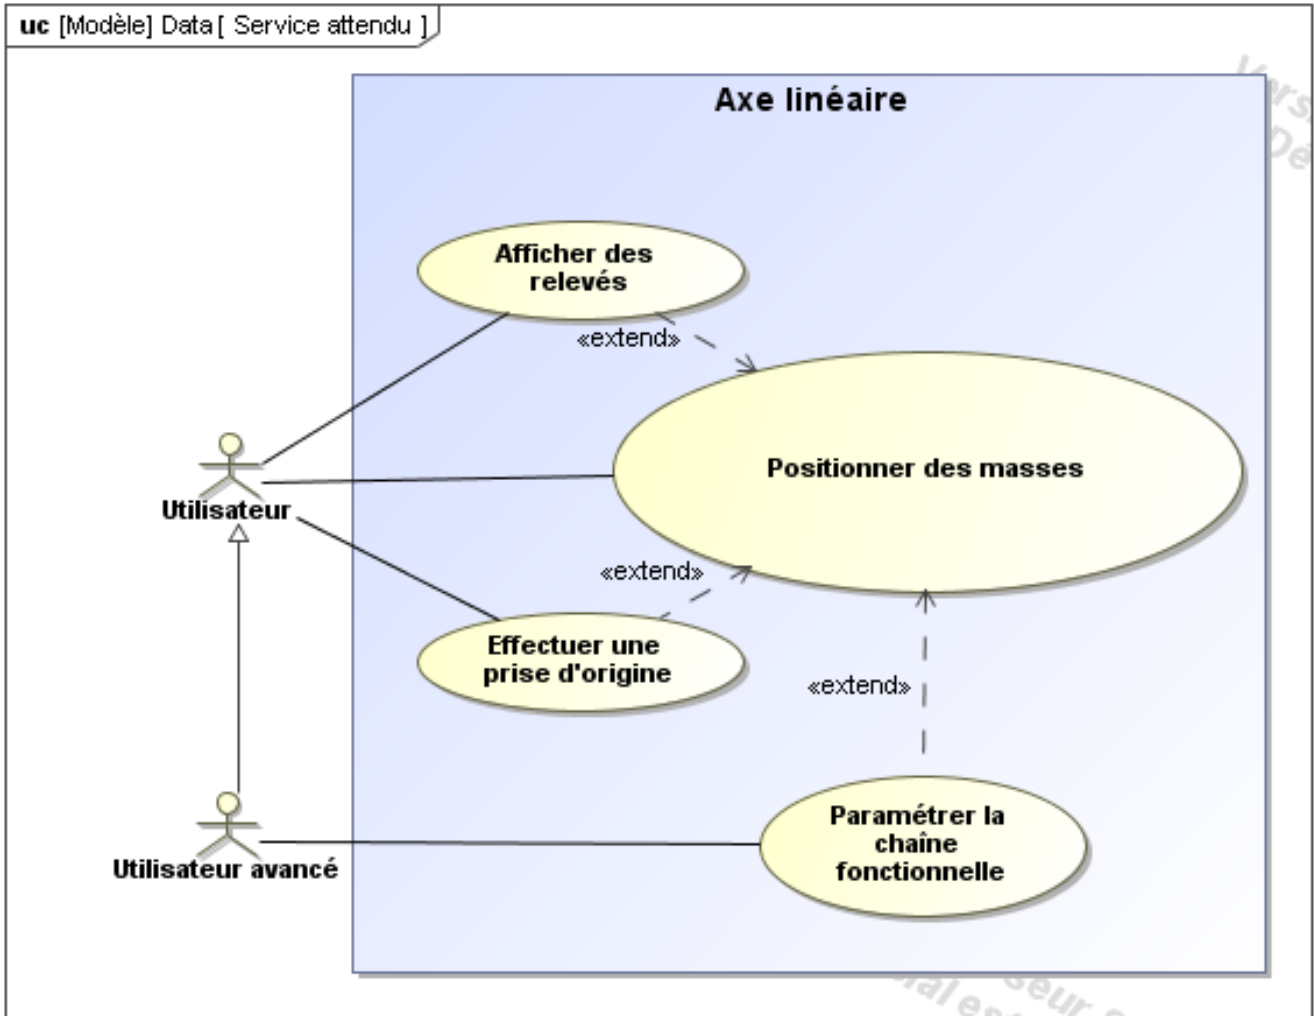 uc [Modèle] Data [ Service attendu ]
Axe linéaire
Afficher des
relevés
«extend»
Positionner des masses
Utilisateur
«extend»
Effectuer une
prise d'origine
«extend»
Paramétrer la
chaîne
fonctionnelle
Utilisateur avancé